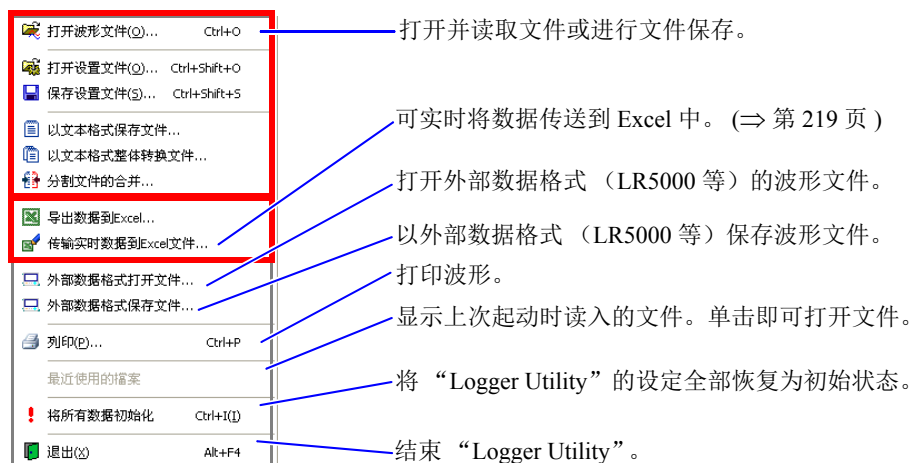 打开波形文件(O)... Ctrl+O
打开并读取文件或进行文件保存。
打开设置文件(O)... Ctrl+Shift+O
保存设置文件(S)... Ctrl+Shift+S
以文本格式保存文件...
可实时将数据传送到 Excel 中。 (⇒ 第 219 页 )
以文本格式整体转换文件...
分割文件的合并...
打开外部数据格式 （LR5000 等）的波形文件。
导出数据到Excel...
传输实时数据到Excel文件...
以外部数据格式 （LR5000 等）保存波形文件。
外部数据格式打开文件...
打印波形。
外部数据格式保存文件...
显示上次起动时读入的文件。单击即可打开文件。
列印(P)... Ctrl+P
最近使用的檔案
将 “Logger Utility”的设定全部恢复为初始状态。
将所有数据初始化 Ctrl+I(I)
退出(X) Alt+F4
结束 “Logger Utility”。